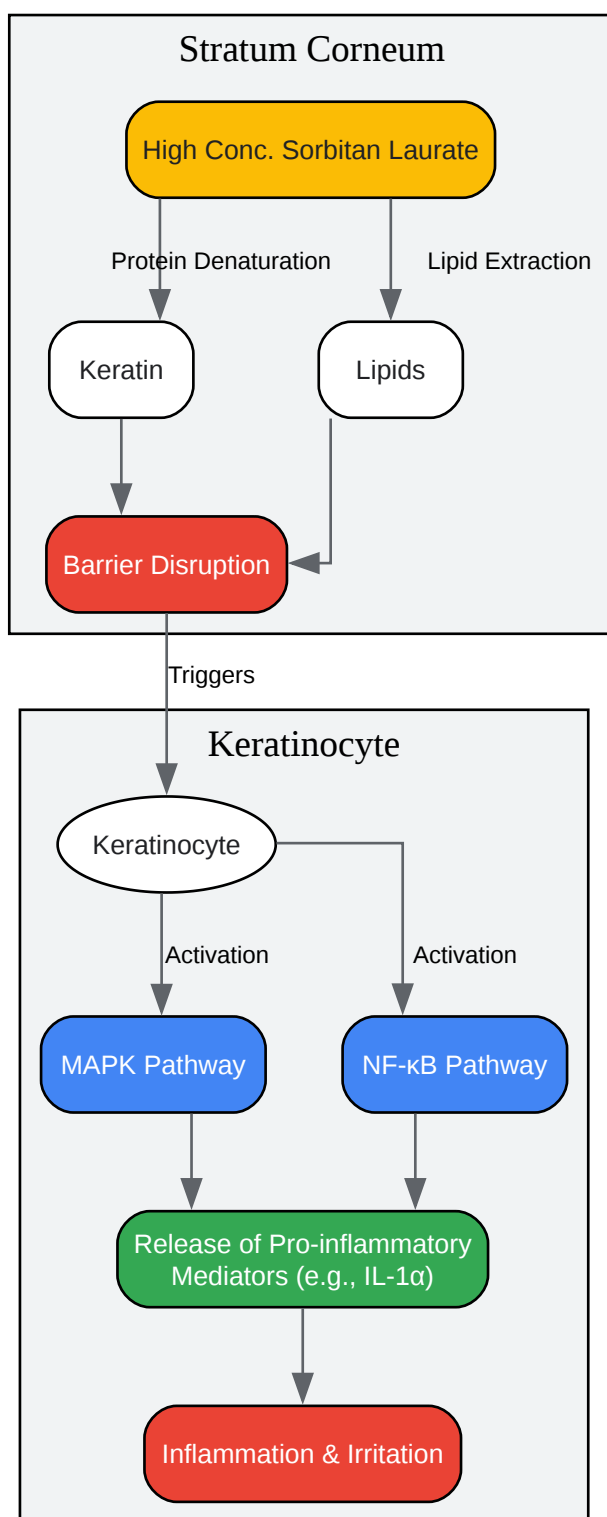 Stratum Corneum
High Conc. Sorbitan Laurate
Protein Denaturation
Lipid Extraction
Keratin
Lipids
Barrier Disruption
Triggers
Keratinocyte
Keratinocyte
Activation
Activation
MAPK Pathway
NF-κB Pathway
Release of Pro-inflammatory
Mediators (e.g., IL-1α)
Inflammation & Irritation